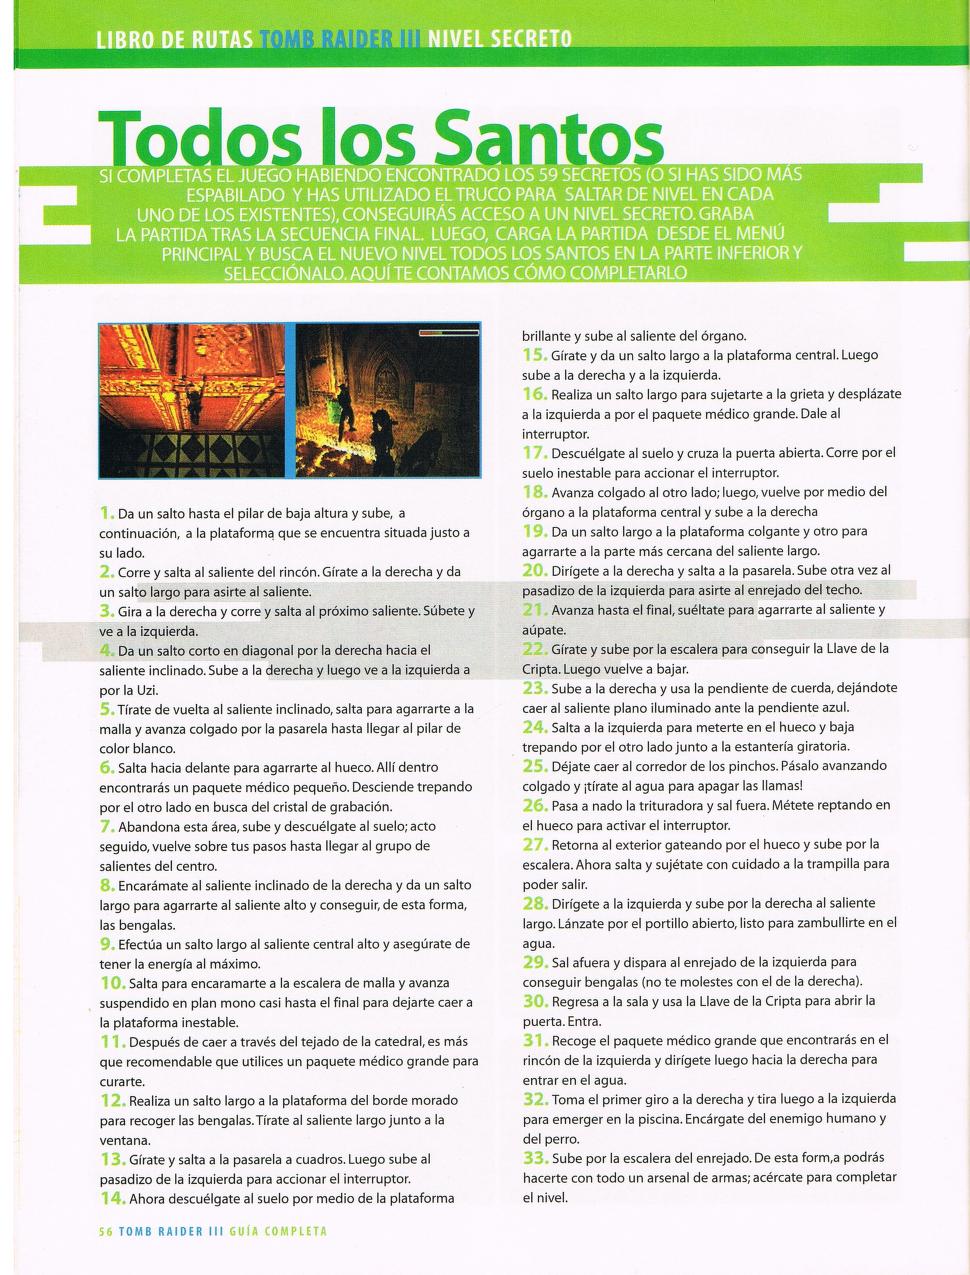 LIBRO DE RUTAS TOMB RAIDER III NIVEL SECRETO
Todos los Santos
SI COMPLETAS EL JUEGO HABIENDO ENCONTRADO LOS 59 SECRETOS (O SI HAS SIDO MÁS
ESPABILADO Y HAS UTILIZADO EL TRUCO PARA SALTAR DE NIVEL EN CADA
UNO DE LOS EXISTENTES), CONSEGUIRÁS ACCESO A UN NIVEL SECRETO. GRABA
LA PARTIDA TRAS LA SECUENCIA FINAL. LUEGO, CARGA LA PARTIDA DESDE EL MENÚ
PRINCIPAL Y BUSCA EL NUEVO NIVEL TODOS LOS SANTOS EN LA PARTE INFERIOR Y
SELECCIÓNALO. AQUÍ TE CONTAMOS CÓMO COMPLETARLO
1. Da un salto hasta el pilar de baja altura y sube, a
continuación, a la plataforma que se encuentra situada justo a
su lado.
2. Corre y salta al saliente del rincón. Gírate a la derecha y da
un salto largo para asirte al saliente.
3. Gira a la derecha y corre y salta al próximo saliente. Súbete y
ve a la izquierda.
4. Da un salto corto en diagonal por la derecha hacia el
saliente inclinado. Sube a la derecha y luego ve a la izquierda a
por la Uzi.
5. Tírate de vuelta al saliente inclinado, salta para agarrarte a la
malla y avanza colgado por la pasarela hasta llegar al pilar de
color blanco.
6. Salta hacia delante para agarrarte al hueco. Allí dentro
encontrarás un paquete médico pequeño. Desciende trepando
por el otro lado en busca del cristal de grabación.
7. Abandona esta área, sube y descuélgate al suelo; acto
seguido, vuelve sobre tus pasos hasta llegar al grupo de
salientes del centro.
8. Encarámate al saliente inclinado de la derecha y da un salto
largo para agarrarte al saliente alto y conseguir, de esta forma,
las bengalas.
9. Efectúa un salto largo al saliente central alto y asegúrate de
tener la energía al máximo.
10. Salta para encaramarte a la escalera de malla y avanza
suspendido en plan mono casi hasta el final para dejarte caer a
la plataforma inestable.
11. Después de caer a través del tejado de la catedral, es más
que recomendable que utilices un paquete médico grande para
curarte.
12. Realiza un salto largo a la plataforma del borde morado
para recoger las bengalas. Tírate al saliente largo junto a la
ventana.
13. Gírate y salta a la pasarela a cuadros. Luego sube al
pasadizo de la izquierda para accionar el interruptor.
14. Ahora descuélgate al suelo por medio de la plataforma
brillante y sube al saliente del órgano.
15. Gírate y da un salto largo a la plataforma central. Luego
sube a la derecha y a la izquierda.
16. Realiza un salto largo para sujetarte a la grieta y desplázate
a la izquierda a por el paquete médico grande. Dale al
interruptor.
17. Descuélgate al suelo y cruza la puerta abierta. Corre por el
suelo inestable para accionar el interruptor.
18. Avanza colgado al otro lado; luego, vuelve por medio del
órgano a la plataforma central y sube a la derecha
19. Da un salto largo a la plataforma colgante y otro para
agarrarte a la parte más cercana del saliente largo.
20. Dirígete a la derecha y salta a la pasarela. Sube otra vez al
pasadizo de la izquierda para asirte al enrejado del techo.
21. Avanza hasta el final, suéltate para agarrarte al saliente y
aúpate.
22. Gírate y sube por la escalera para conseguir la Llave de la
Cripta. Luego vuelve a bajar.
23. Sube a la derecha y usa la pendiente de cuerda, dejándote
caer al saliente plano iluminado ante la pendiente azul.
24. Salta a la izquierda para meterte en el hueco y baja
trepando por el otro lado junto a la estantería giratoria.
25. Déjate caer al corredor de los pinchos. Pásalo avanzando
colgado y ¡tírate al agua para apagar las llamas!
26. Pasa a nado la trituradora y sal fuera. Métete reptando en
el hueco para activar el interruptor.
27. Retorna al exterior gateando por el hueco y sube por la
escalera. Ahora salta y sujétate con cuidado a la trampilla para
poder salir.
28. Dirígete a la izquierda y sube por la derecha al saliente
largo. Lánzate por el portillo abierto, listo para zambullirte en el
agua.
29. Sal afuera y dispara al enrejado de la izquierda para
conseguir bengalas (no te molestes con el de la derecha).
30. Regresa a la sala y usa la Llave de la Cripta para abrir la
puerta. Entra.
31. Recoge el paquete médico grande que encontrarás en el
rincón de la izquierda y dirígete luego hacia la derecha para
entrar en el agua.
32. Toma el primer giro a la derecha y tira luego a la izquierda
para emerger en la piscina. Encárgate del enemigo humano y
del perro.
33. Sube por la escalera del enrejado. De esta form,a podrás
hacerte con todo un arsenal de armas; acércate para completar
el nivel.
56 TOMB RAIDER III GUÍA COMPLETA